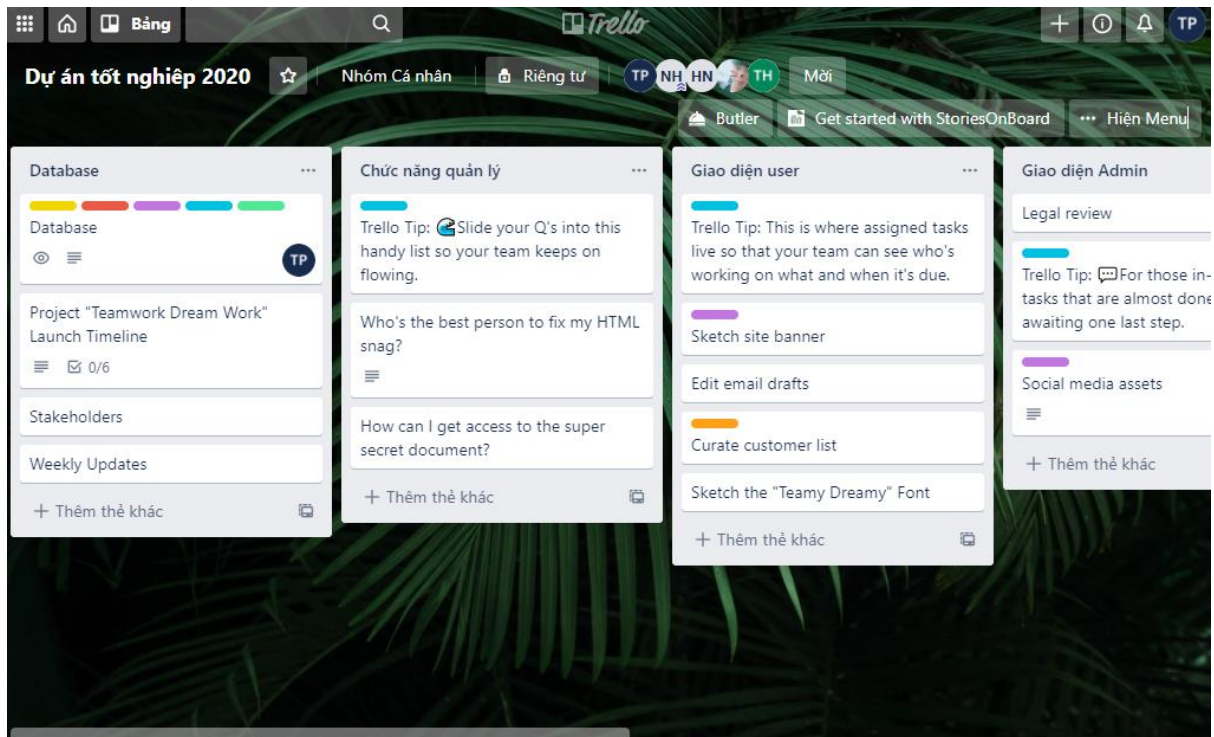 Bảng
Trello
TP
Dự án tốt nghiêp 2020
Nhóm Cá nhân
Riêng tư
TP
NH
HN
TH
Mời
Butler
Get started with StoriesOnBoard
Hiện Menu
Database
Database
TP
Project "Teamwork Dream Work"
Launch Timeline
0/6
Stakeholders
Weekly Updates
+ Thêm thẻ khác
Chức năng quản lý
Trello Tip: 🌊Slide your Q's into this
handy list so your team keeps on
flowing.
Who's the best person to fix my HTML
snag?
How can I get access to the super
secret document?
+ Thêm thẻ khác
Giao diện user
Trello Tip: This is where assigned tasks
live so that your team can see who's
working on what and when it's due.
Sketch site banner
Edit email drafts
Curate customer list
Sketch the "Teamy Dreamy" Font
+ Thêm thẻ khác
Giao diện Admin
Legal review
Trello Tip: 💬For those in-
tasks that are almost done
awaiting one last step.
Social media assets
+ Thêm thẻ khác